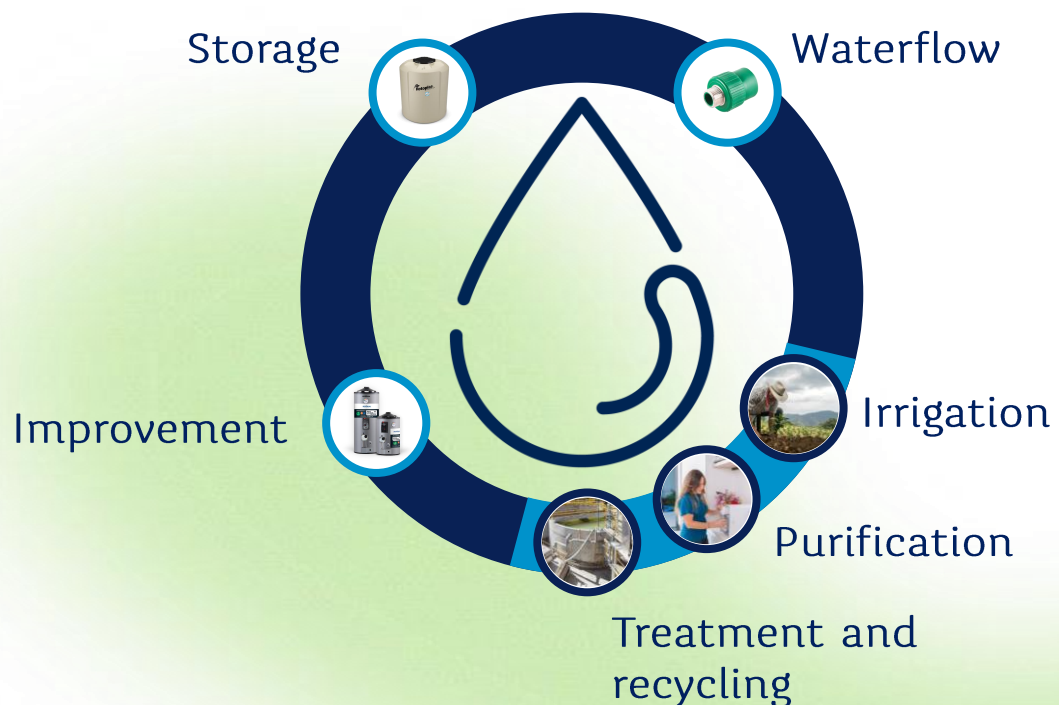 Storage
Waterflow
Improvement
Irrigation
Purification
Treatment and
recycling